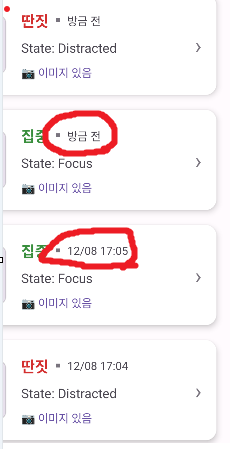 딴짓 ▪ 방금 전
State: Distracted
📷 이미지 있음
집중 ▪ 방금 전
State: Focus
📷 이미지 있음
집중 ▪ 12/08 17:05
State: Focus
📷 이미지 있음
딴짓 ▪ 12/08 17:04
State: Distracted
📷 이미지 있음